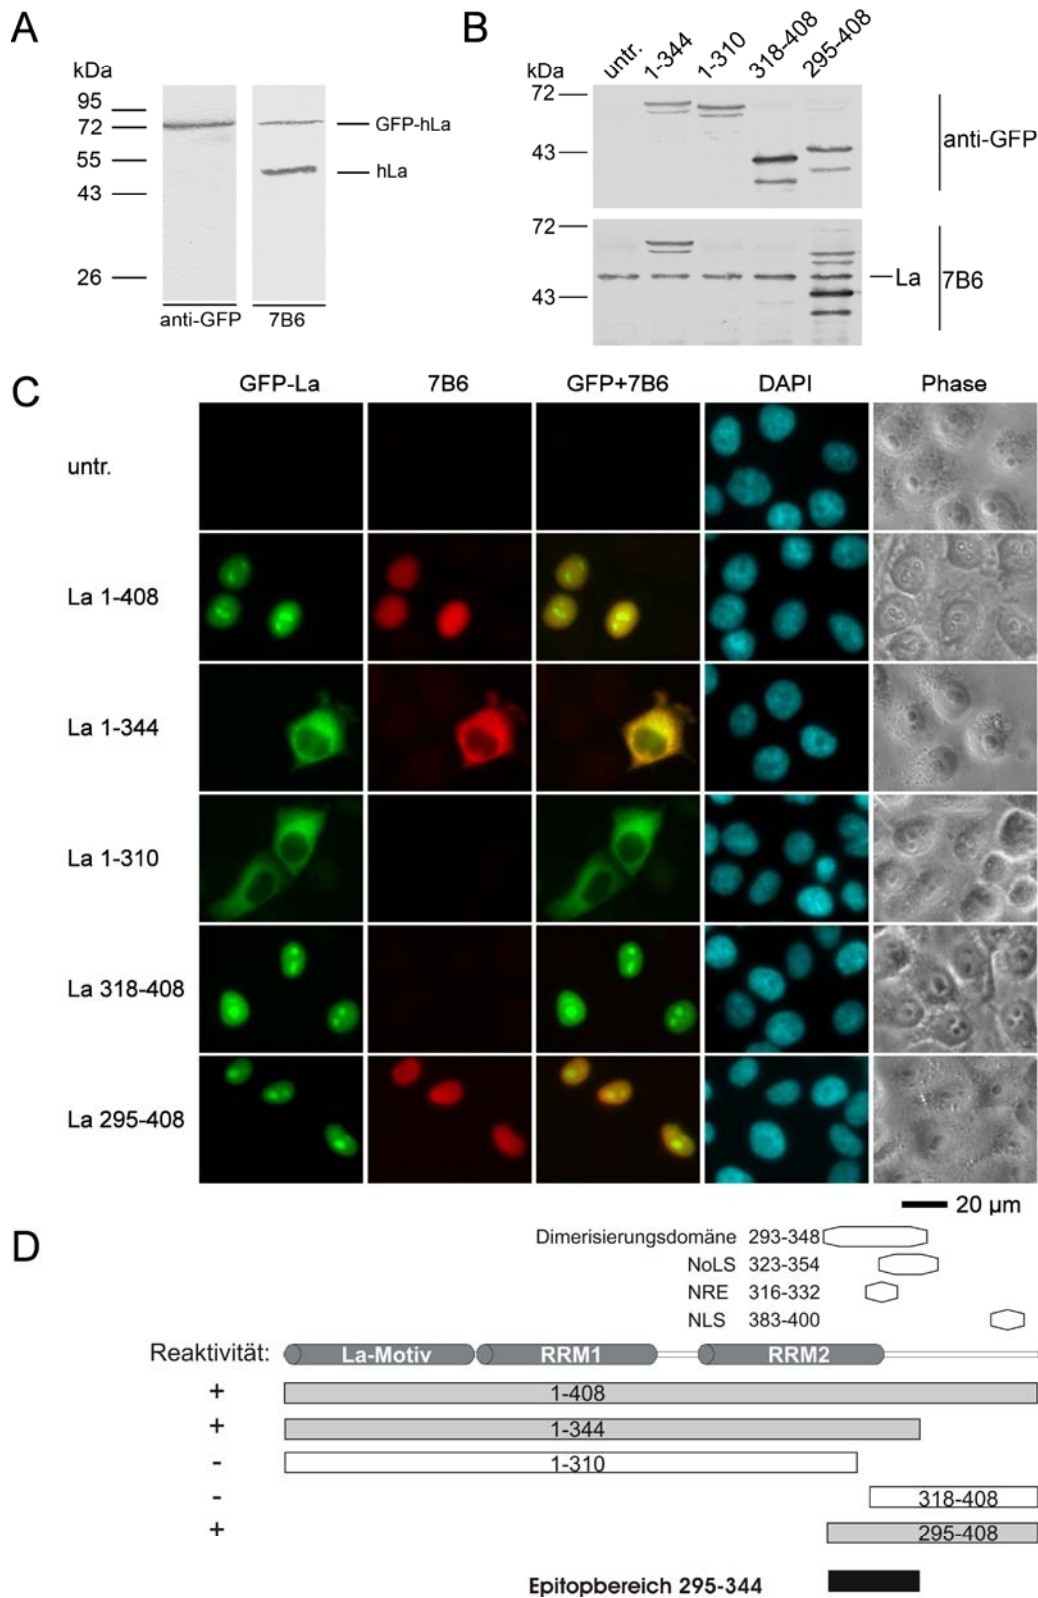 A
kDa
95
72
55
43
26
GFP-hLa
hLa
anti-GFP 7B6
B
kDa
untr. 1-344 1-310 318-408 295-408
72
43
anti-GFP
72
43
La
7B6
C
GFP-La 7B6 GFP+7B6 DAPI Phase
untr.
La 1-408
La 1-344
La 1-310
La 318-408
La 295-408
20 µm
D
Dimerisierungsdomäne 293-348
NoLS 323-354
NRE 316-332
NLS 383-400
Reaktivität: La-Motiv RRM1 RRM2
+ 1-408
+ 1-344
- 1-310
- 318-408
+ 295-408
Epitopbereich 295-344